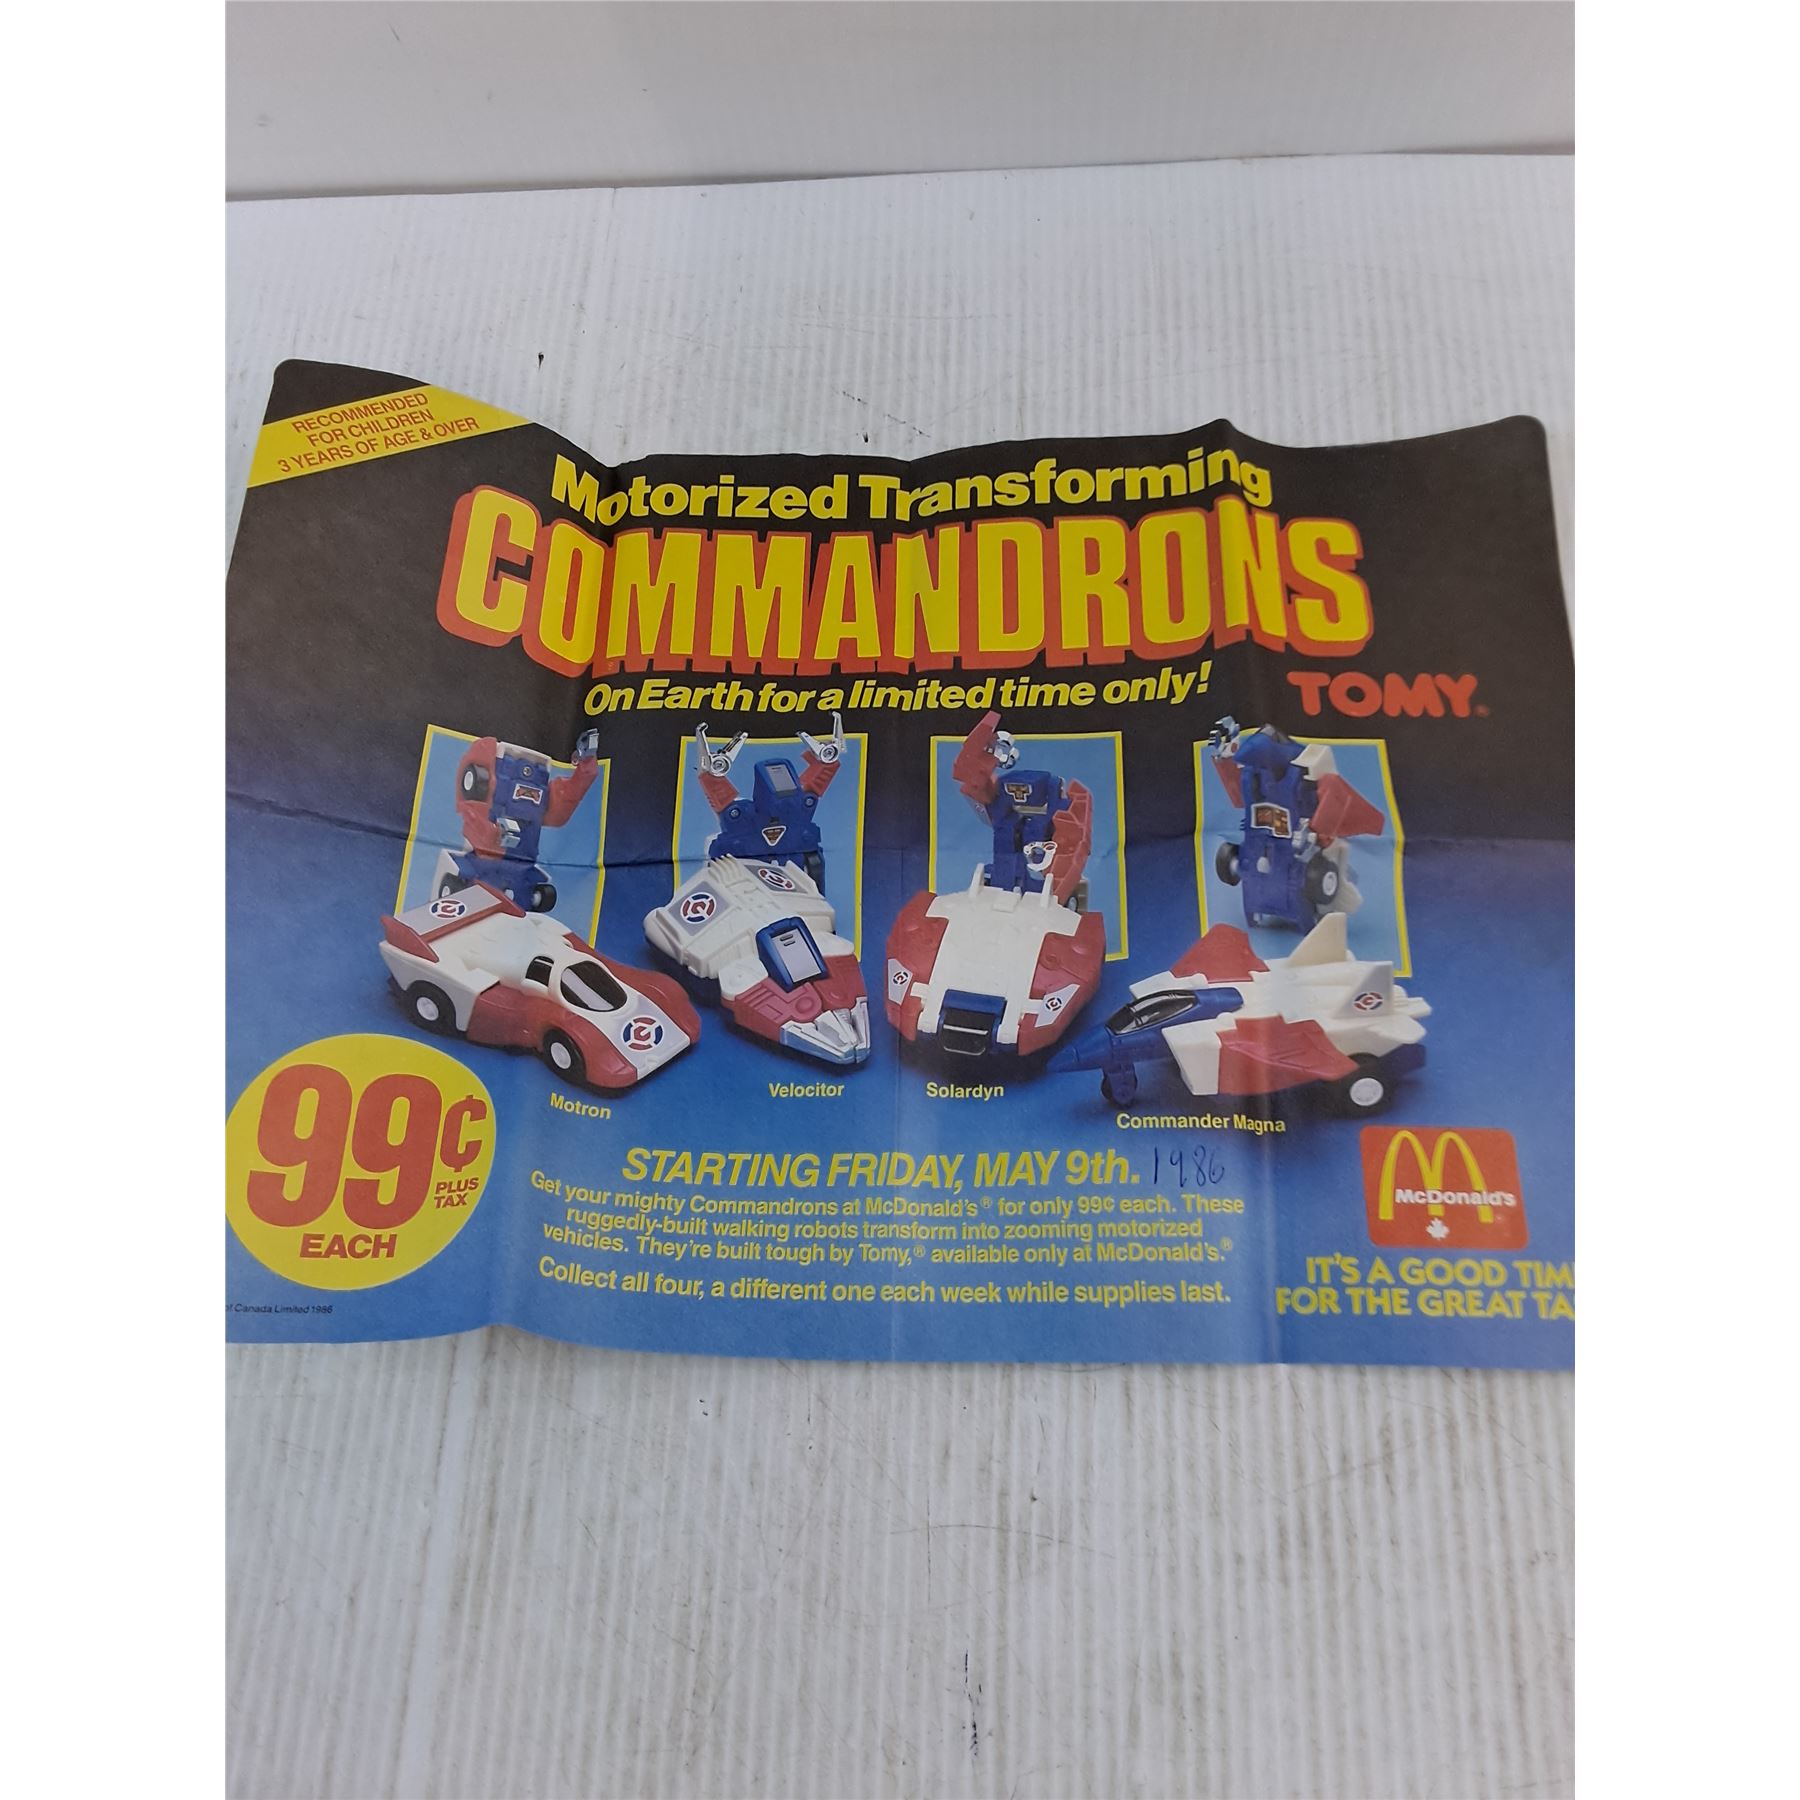 RECOMMENDED
FOR CHILDREN
3 YEARS OF AGE & OVER
Motorized Transforming
COMMANDRONS
On Earth for a limited time only!
TOMY®
Motron
Velocitor
Solardyn
Commander Magna
99¢
PLUS
TAX
EACH
STARTING FRIDAY, MAY 9th. 1986
Get your mighty Commandrons at McDonald's® for only 99¢ each. These
ruggedly-built walking robots transform into zooming motorized
vehicles. They're built tough by Tomy,® available only at McDonald's.®
Collect all four, a different one each week while supplies last.
McDonald's
IT'S A GOOD TIM
FOR THE GREAT TA
of Canada Limited 1986